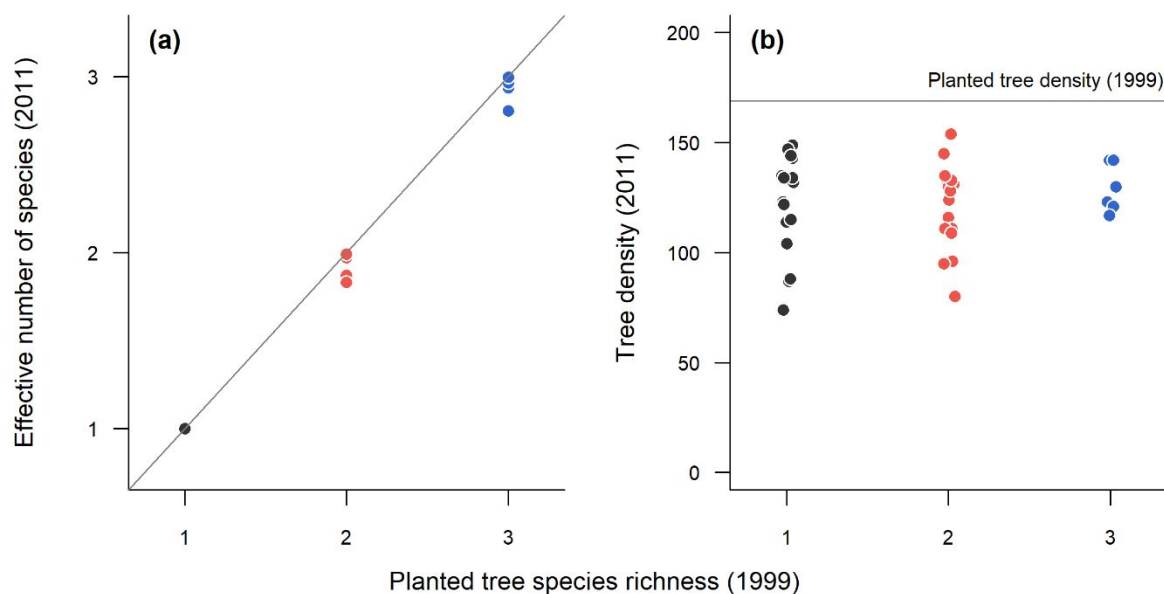 (a)
Effective number of species (2011)
3
2
1
1 2 3
(b)
Planted tree density (1999)
Tree density (2011)
200
150
100
50
0
1 2 3
Planted tree species richness (1999)